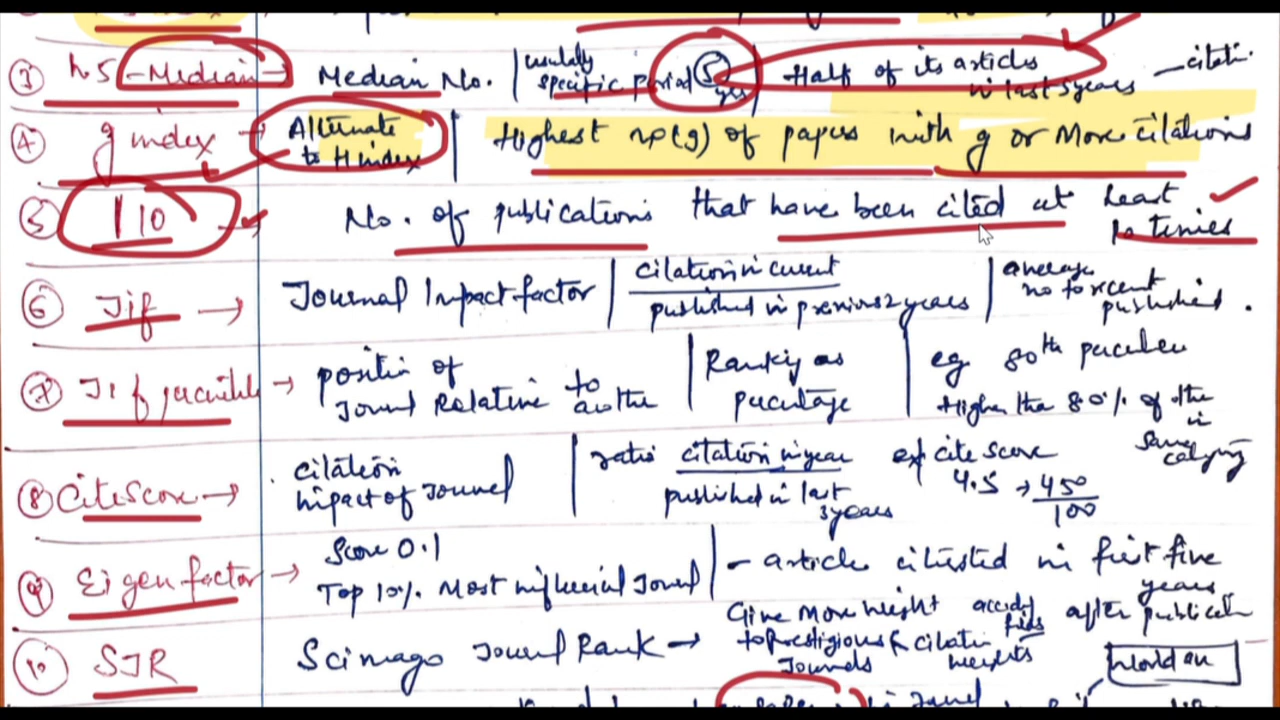 ③ h5 -Median→ Median No. | usually specific period 5 yrs | Half of its articles in last 5 years — citation
④ g index → Alternate to H index | Highest no(g) of papers with g or More citations
⑤ I 10 → No. of publications that have been cited at least 10 times
⑥ Jif → Journal Impact factor | citation in current / published in previous 2 years | average no to recent published.
⑦ Jif percentile → position of Journal Relative to another | Ranking as percentage | eg 80th percentile Higher than 80% of the in same category
⑧ CiteScore → citation impact of Journal | ratio citation in year / published in last 3 years ex cite score 4.5 → 450/100
⑨ Eigen factor → Score 0.1 Top 10% Most influencial Journal | - article cited in first five years after publication
⑩ SJR Scimago Journal Rank → Give More weight to prestigious & citation Journals weights